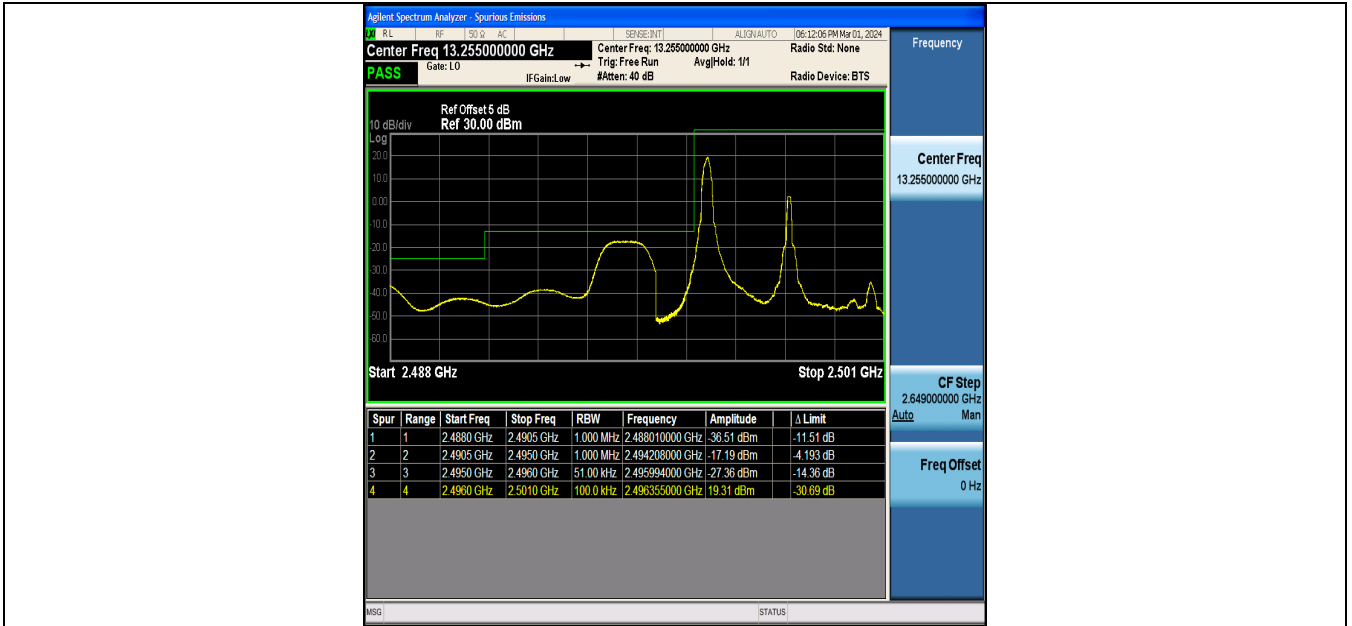 Agilent Spectrum Analyzer - Spurious Emissions
LXI RL RF 50 Ω AC SENSE:INT ALIGN AUTO 06:12:06 PM Mar 01, 2024
Center Freq 13.255000000 GHz
Center Freq: 13.255000000 GHz
Radio Std: None
Gate: LO
Trig: Free Run
Avg|Hold: 1/1
PASS
IFGain:Low
#Atten: 40 dB
Radio Device: BTS
Ref Offset 5 dB
10 dB/div
Ref 30.00 dBm
Log
20.0
10.0
0.00
-10.0
-20.0
-30.0
-40.0
-50.0
-60.0
Start 2.488 GHz
Stop 2.501 GHz
Spur Range Start Freq Stop Freq RBW Frequency Amplitude Δ Limit
1 1 2.4880 GHz 2.4905 GHz 1.000 MHz 2.488010000 GHz -36.51 dBm -11.51 dB
2 2 2.4905 GHz 2.4950 GHz 1.000 MHz 2.494208000 GHz -17.19 dBm -4.193 dB
3 3 2.4950 GHz 2.4960 GHz 51.00 kHz 2.495994000 GHz -27.36 dBm -14.36 dB
4 4 2.4960 GHz 2.5010 GHz 100.0 kHz 2.496355000 GHz 19.31 dBm -30.69 dB
MSG
STATUS
Frequency
Center Freq
13.255000000 GHz
CF Step
2.649000000 GHz
Auto Man
Freq Offset
0 Hz